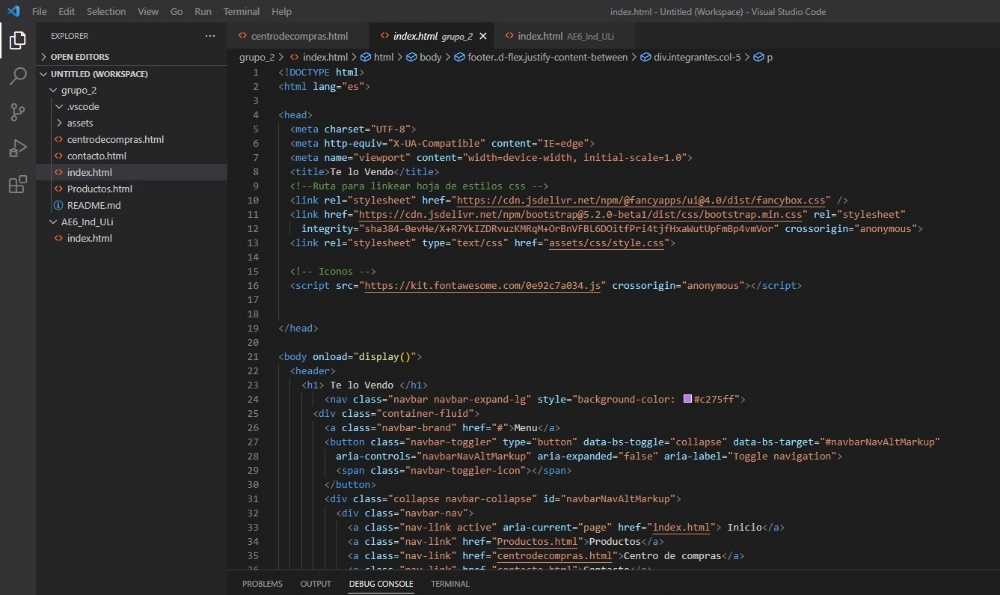 File Edit Selection View Go Run Terminal Help
index.html - Untitled (Workspace) - Visual Studio Code
EXPLORER ...
OPEN EDITORS
UNTITLED (WORKSPACE)
grupo_2
.vscode
assets
centrodecompras.html
contacto.html
index.html
Productos.html
README.md
AE6_Ind_ULi
index.html
centrodecompras.html
index.html grupo_2
index.html AE6_Ind_ULi
grupo_2 > index.html > html > body > footer..d-flex.justify-content-between > div.integrantes.col-5 > p
1 <!DOCTYPE html>
2 <html lang="es">
3
4 <head>
5 <meta charset="UTF-8">
6 <meta http-equiv="X-UA-Compatible" content="IE=edge">
7 <meta name="viewport" content="width=device-width, initial-scale=1.0">
8 <title>Te lo Vendo</title>
9 <!--Ruta para linkear hoja de estilos css -->
10 <link rel="stylesheet" href="https://cdn.jsdelivr.net/npm/@fancyapps/ui@4.0/dist/fancybox.css" />
11 <link href="https://cdn.jsdelivr.net/npm/bootstrap@5.2.0-beta1/dist/css/bootstrap.min.css" rel="stylesheet"
12 integrity="sha384-0evHe/X+R7YkIZDRvuzKMRqM+OrBnVFBL6DOitfPri4tjfHxaWutUpFmBp4vmVor" crossorigin="anonymous">
13 <link rel="stylesheet" type="text/css" href="assets/css/style.css">
14
15 <!-- Iconos -->
16 <script src="https://kit.fontawesome.com/0e92c7a034.js" crossorigin="anonymous"></script>
17
18
19 </head>
20
21 <body onload="display()">
22 <header>
23 <h1> Te lo Vendo </h1>
24 <nav class="navbar navbar-expand-lg" style="background-color: #c275ff">
25 <div class="container-fluid">
26 <a class="navbar-brand" href="#">Menu</a>
27 <button class="navbar-toggler" type="button" data-bs-toggle="collapse" data-bs-target="#navbarNavAltMarkup"
28 aria-controls="navbarNavAltMarkup" aria-expanded="false" aria-label="Toggle navigation">
29 <span class="navbar-toggler-icon"></span>
30 </button>
31 <div class="collapse navbar-collapse" id="navbarNavAltMarkup">
32 <div class="navbar-nav">
33 <a class="nav-link active" aria-current="page" href="index.html"> Inicio</a>
34 <a class="nav-link" href="Productos.html">Productos</a>
35 <a class="nav-link" href="centrodecompras.html">Centro de compras</a>
<a class="nav-link" href="contacto.html">Contacto</a>
PROBLEMS OUTPUT DEBUG CONSOLE TERMINAL